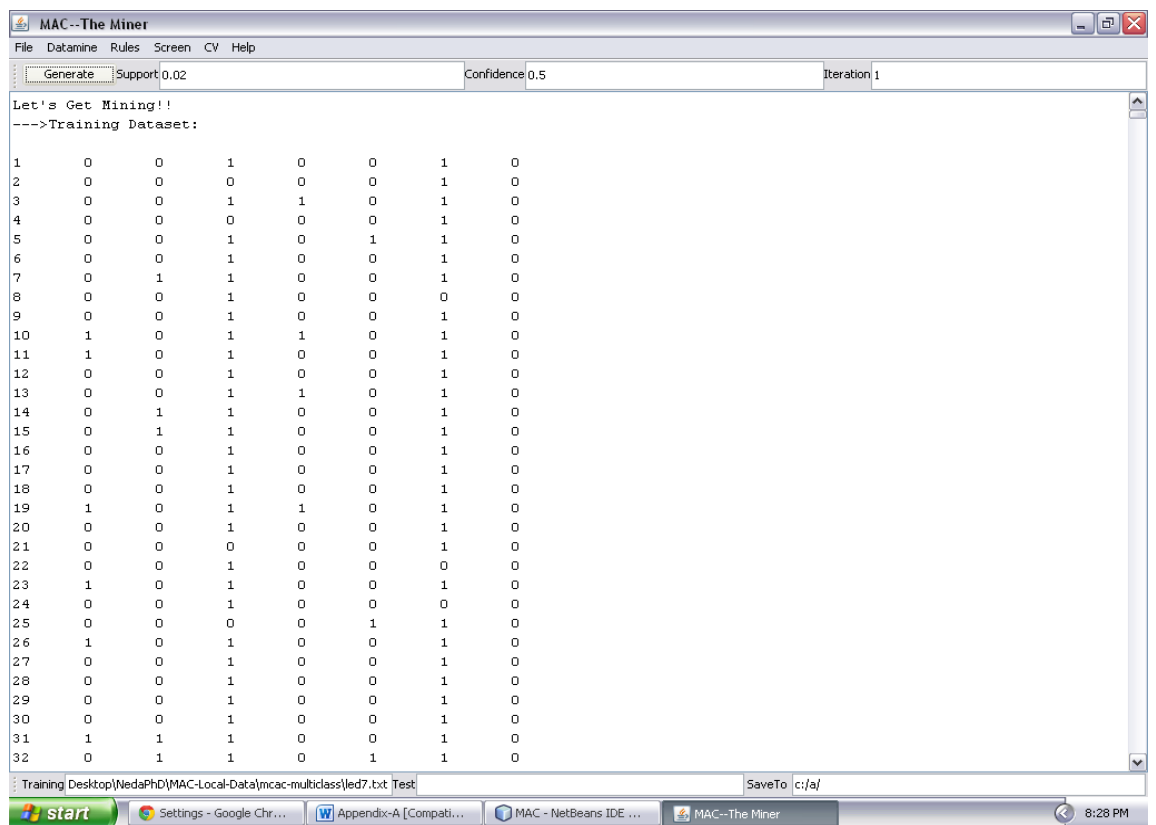 MAC--The Miner
File Datamine Rules Screen CV Help
Generate Support 0.02 Confidence 0.5 Iteration 1
Let's Get Mining!!
--->Training Dataset:
1 0 0 1 0 0 1 0
2 0 0 0 0 0 1 0
3 0 0 1 1 0 1 0
4 0 0 0 0 0 1 0
5 0 0 1 0 1 1 0
6 0 0 1 0 0 1 0
7 0 1 1 0 0 1 0
8 0 0 1 0 0 0 0
9 0 0 1 0 0 1 0
10 1 0 1 1 0 1 0
11 1 0 1 0 0 1 0
12 0 0 1 0 0 1 0
13 0 0 1 1 0 1 0
14 0 1 1 0 0 1 0
15 0 1 1 0 0 1 0
16 0 0 1 0 0 1 0
17 0 0 1 0 0 1 0
18 0 0 1 0 0 1 0
19 1 0 1 1 0 1 0
20 0 0 1 0 0 1 0
21 0 0 0 0 0 1 0
22 0 0 1 0 0 0 0
23 1 0 1 0 0 1 0
24 0 0 1 0 0 0 0
25 0 0 0 0 1 1 0
26 1 0 1 0 0 1 0
27 0 0 1 0 0 1 0
28 0 0 1 0 0 1 0
29 0 0 1 0 0 1 0
30 0 0 1 0 0 1 0
31 1 1 1 0 0 1 0
32 0 1 1 0 1 1 0
Training Desktop\NedaPhD\MAC-Local-Data\mcac-multiclass\led7.txt Test SaveTo c:/a/
start Settings - Google Chr... Appendix-A [Compati... MAC - NetBeans IDE ... MAC--The Miner 8:28 PM